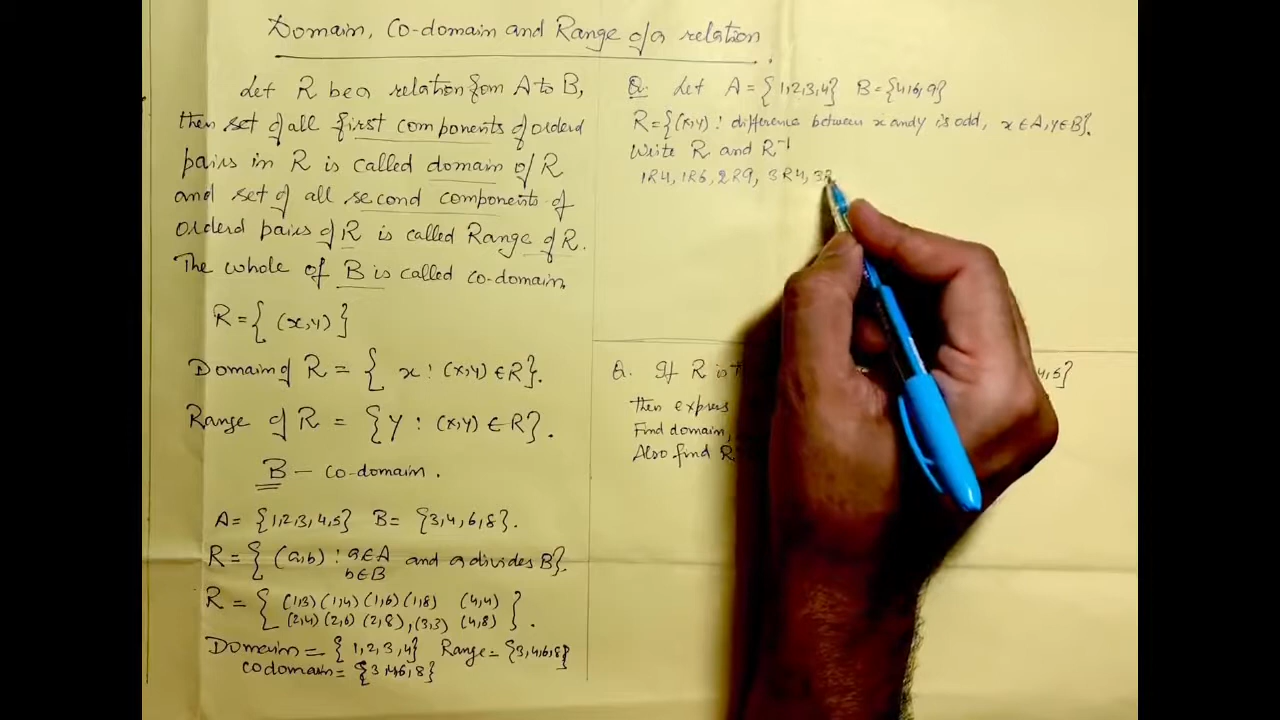 Domain, Co-domain and Range of a relation
Let R be a relation from A to B,
then set of all first components of orderd
pairs in R is called domain of R
and set of all second components of
orderd pairs of R is called Range of R.
The whole of B is called co-domain.
R = { (x,y) }
Domain of R = { x : (x,y) ∈ R}.
Range of R = {y : (x,y) ∈ R}.
B - co-domain.
A = {1,2,3,4,5} B = {3,4,6,8}.
R = { (a,b) : a∈A and a divides B}.
b∈B
R = { (1,3) (1,4) (1,6) (1,8) (4,4)
(2,4) (2,6) (2,8), (3,3) (4,8) }.
Domain = {1,2,3,4} Range = {3,4,6,8}
codomain = {3,4,6,8}
Q. Let A = {1,2,3,4} B = {4,6,9}
R = {(x,y) : difference between x and y is odd, x ∈ A, y ∈ B}.
Write R and R⁻¹
1R4, 1R6, 2R9, 3R4, 3R
Q. If R is 4,5}
then express
Find domain,
Also find R